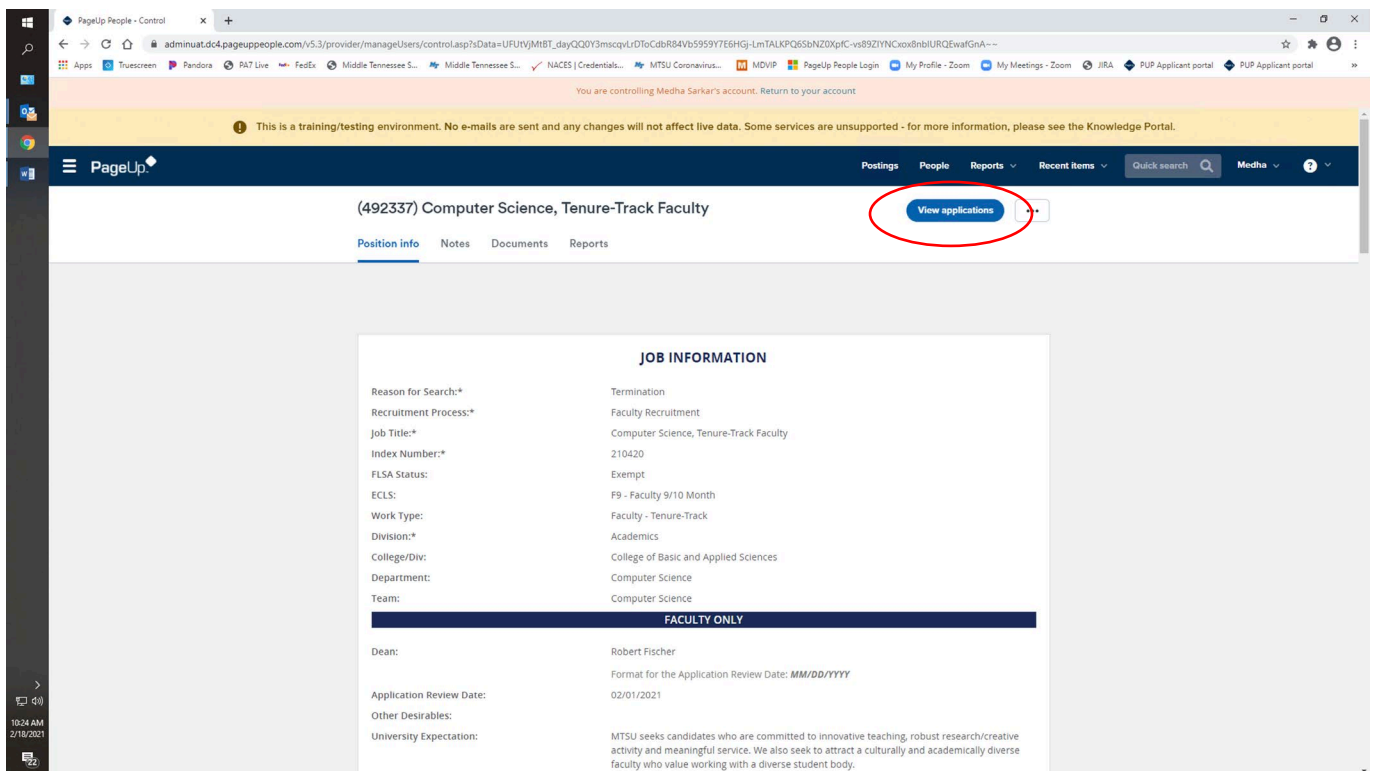 PageUp People - Control
adminuat.dc4.pageuppeople.com/v5.3/provider/manageUsers/control.asp?sData=UFUtVjMtBT_dayQQ0Y3mscqvLrDToCdbR84Vb5959Y7E6HGj-LmTALKPQ6SbNZ0XpfC-vs89ZIYNCxox8nbIURQEwafGnA~~
Apps Truescreen Pandora PA7 Live FedEx Middle Tennessee S... Middle Tennessee S... NACES | Credentials... MTSU Coronavirus... MDVIP PageUp People Login My Profile - Zoom My Meetings - Zoom JIRA PUP Applicant portal PUP Applicant portal »
You are controlling Medha Sarkar's account. Return to your account
This is a training/testing environment. No e-mails are sent and any changes will not affect live data. Some services are unsupported - for more information, please see the Knowledge Portal.
PageUp. Postings People Reports Recent items Quick search Medha ?
(492337) Computer Science, Tenure-Track Faculty View applications ...
Position info Notes Documents Reports
JOB INFORMATION
Reason for Search:* Termination
Recruitment Process:* Faculty Recruitment
Job Title:* Computer Science, Tenure-Track Faculty
Index Number:* 210420
FLSA Status: Exempt
ECLS: F9 - Faculty 9/10 Month
Work Type: Faculty - Tenure-Track
Division:* Academics
College/Div: College of Basic and Applied Sciences
Department: Computer Science
Team: Computer Science
FACULTY ONLY
Dean: Robert Fischer
Format for the Application Review Date: MM/DD/YYYY
Application Review Date: 02/01/2021
Other Desirables:
University Expectation: MTSU seeks candidates who are committed to innovative teaching, robust research/creative
activity and meaningful service. We also seek to attract a culturally and academically diverse
faculty who value working with a diverse student body.
10:24 AM
2/18/2021
22